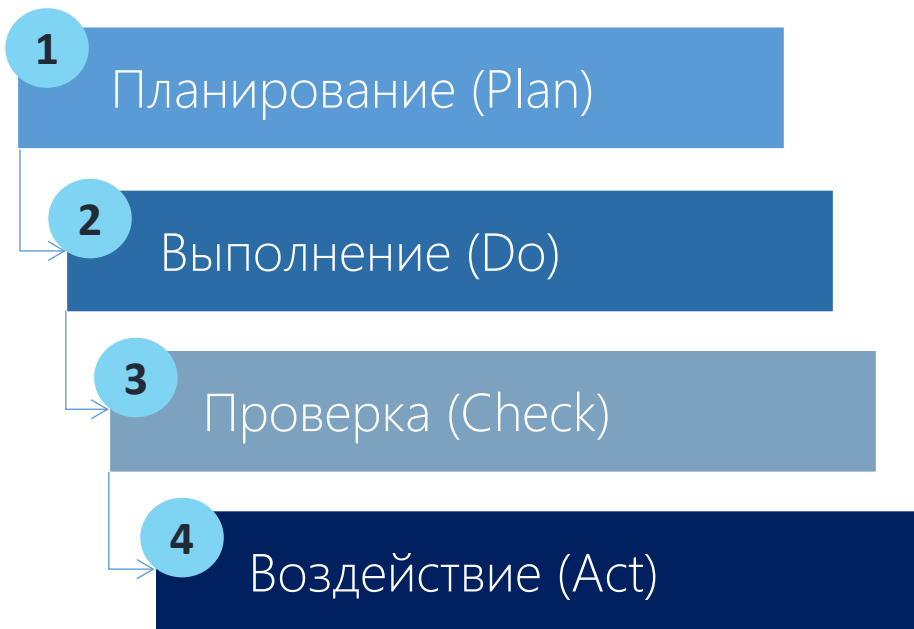 1
Планирование (Plan)
2
Выполнение (Do)
3
Проверка (Check)
4
Воздействие (Act)